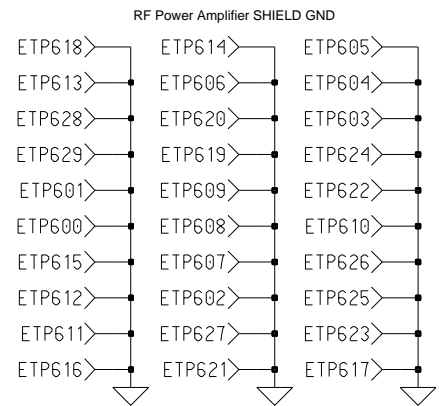 RF Power Amplifier SHIELD GND
ETP618 ETP614 ETP605
ETP613 ETP606 ETP604
ETP628 ETP620 ETP603
ETP629 ETP619 ETP624
ETP601 ETP609 ETP622
ETP600 ETP608 ETP610
ETP615 ETP607 ETP626
ETP612 ETP602 ETP625
ETP611 ETP627 ETP623
ETP616 ETP621 ETP617